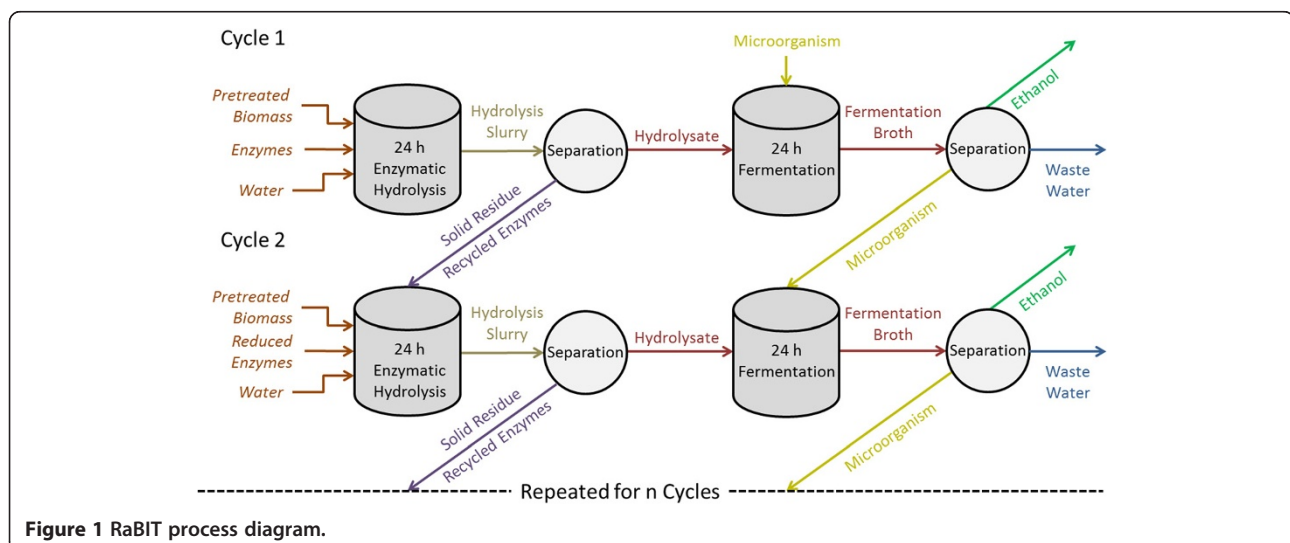 Cycle 1
Microorganism
Pretreated
Biomass
Enzymes
Water
24 h
Enzymatic
Hydrolysis
Hydrolysis
Slurry
Separation
Solid Residue
Recycled Enzymes
Hydrolysate
24 h
Fermentation
Fermentation
Broth
Separation
Ethanol
Waste
Water
Microorganism
Cycle 2
Pretreated
Biomass
Reduced
Enzymes
Water
24 h
Enzymatic
Hydrolysis
Hydrolysis
Slurry
Separation
Solid Residue
Recycled Enzymes
Hydrolysate
24 h
Fermentation
Fermentation
Broth
Separation
Ethanol
Waste
Water
Microorganism
Repeated for n Cycles
Figure 1 RaBIT process diagram.